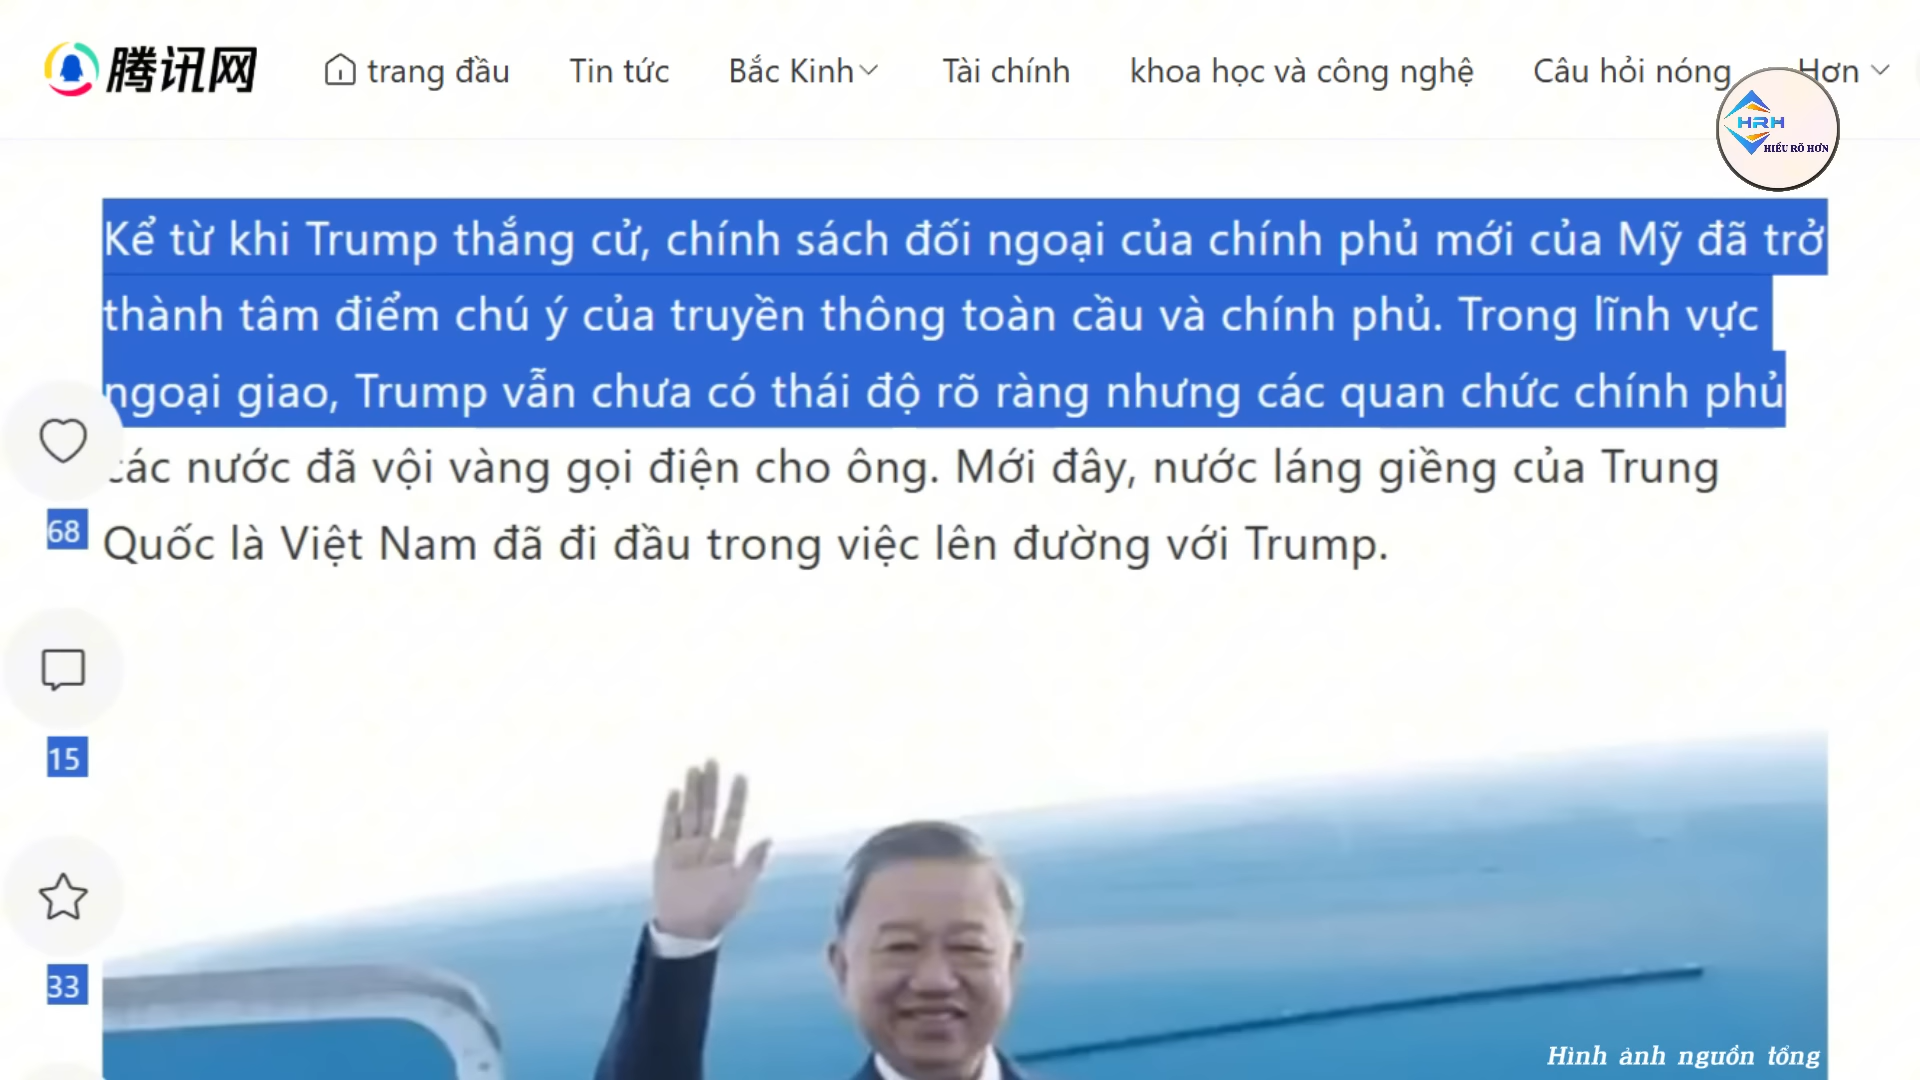 腾讯网
trang đầu
Tin tức
Bắc Kinh
Tài chính
khoa học và công nghệ
Câu hỏi nóng
Hơn
HRH
HIỂU RÕ HƠN
Kể từ khi Trump thắng cử, chính sách đối ngoại của chính phủ mới của Mỹ đã trở
thành tâm điểm chú ý của truyền thông toàn cầu và chính phủ. Trong lĩnh vực
ngoại giao, Trump vẫn chưa có thái độ rõ ràng nhưng các quan chức chính phủ
các nước đã vội vàng gọi điện cho ông. Mới đây, nước láng giềng của Trung
Quốc là Việt Nam đã đi đầu trong việc lên đường với Trump.
68
15
33
Hình ảnh nguồn tổng